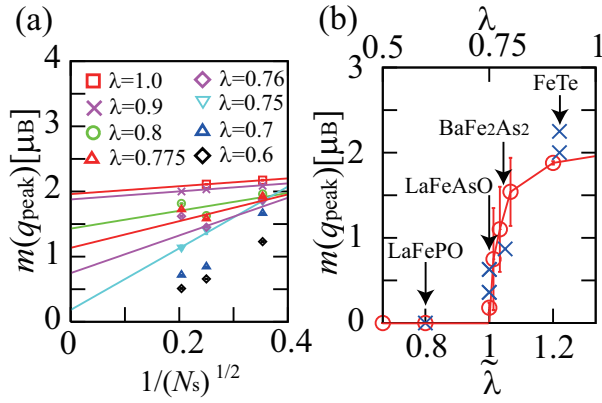 (a)
λ=1.0 λ=0.76
λ=0.9 λ=0.75
λ=0.8 λ=0.7
λ=0.775 λ=0.6
m(qpeak)[μB]
4
3
2
1
0
0 0.2 0.4
1/(Ns)^1/2
(b)
λ
0.5 0.75 1
m(qpeak)[μB]
3
2
1
0
FeTe
BaFe2As2
LaFeAsO
LaFePO
0.8 1 1.2
λ̃